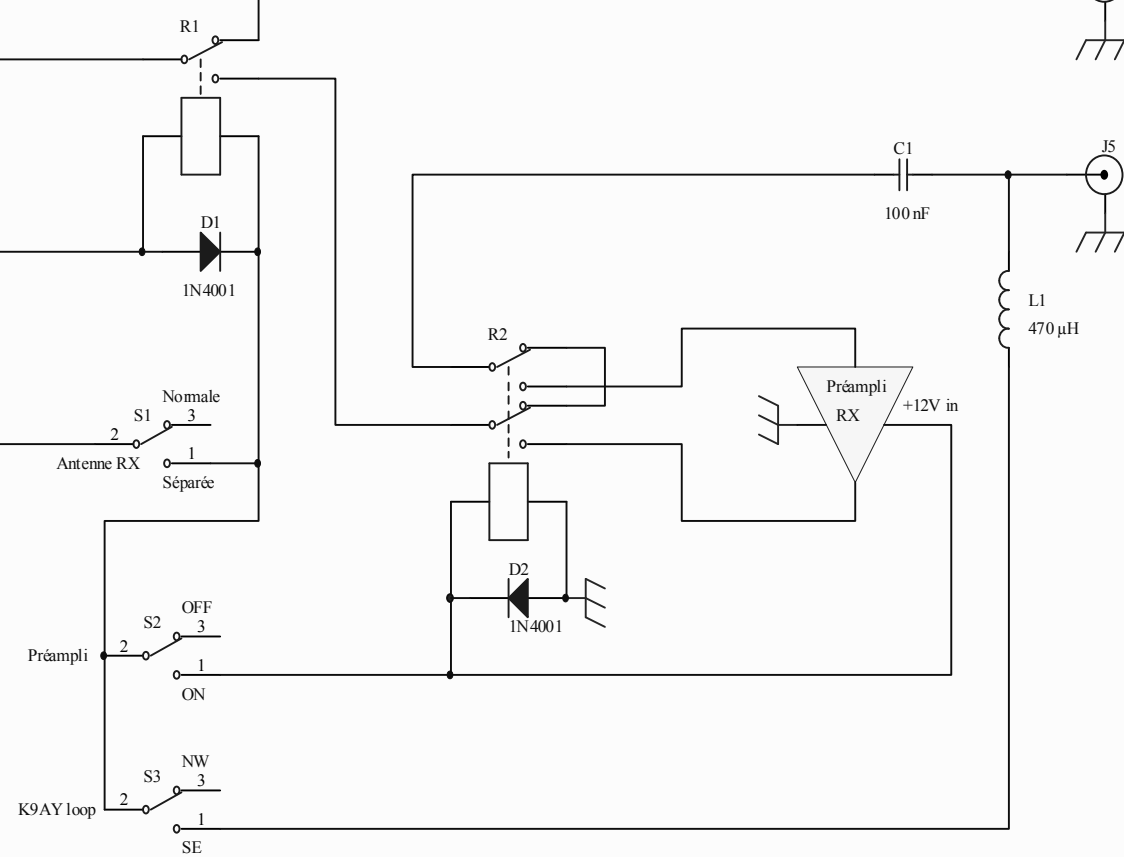 R1
C1
J5
100 nF
D1
1N4001
L1
470 µH
R2
Préampli
RX
+12V in
Normale
S1
3
2
Antenne RX
1
Séparée
D2
1N4001
OFF
S2
3
Préampli
2
1
ON
NW
S3
3
K9AY loop
2
1
SE